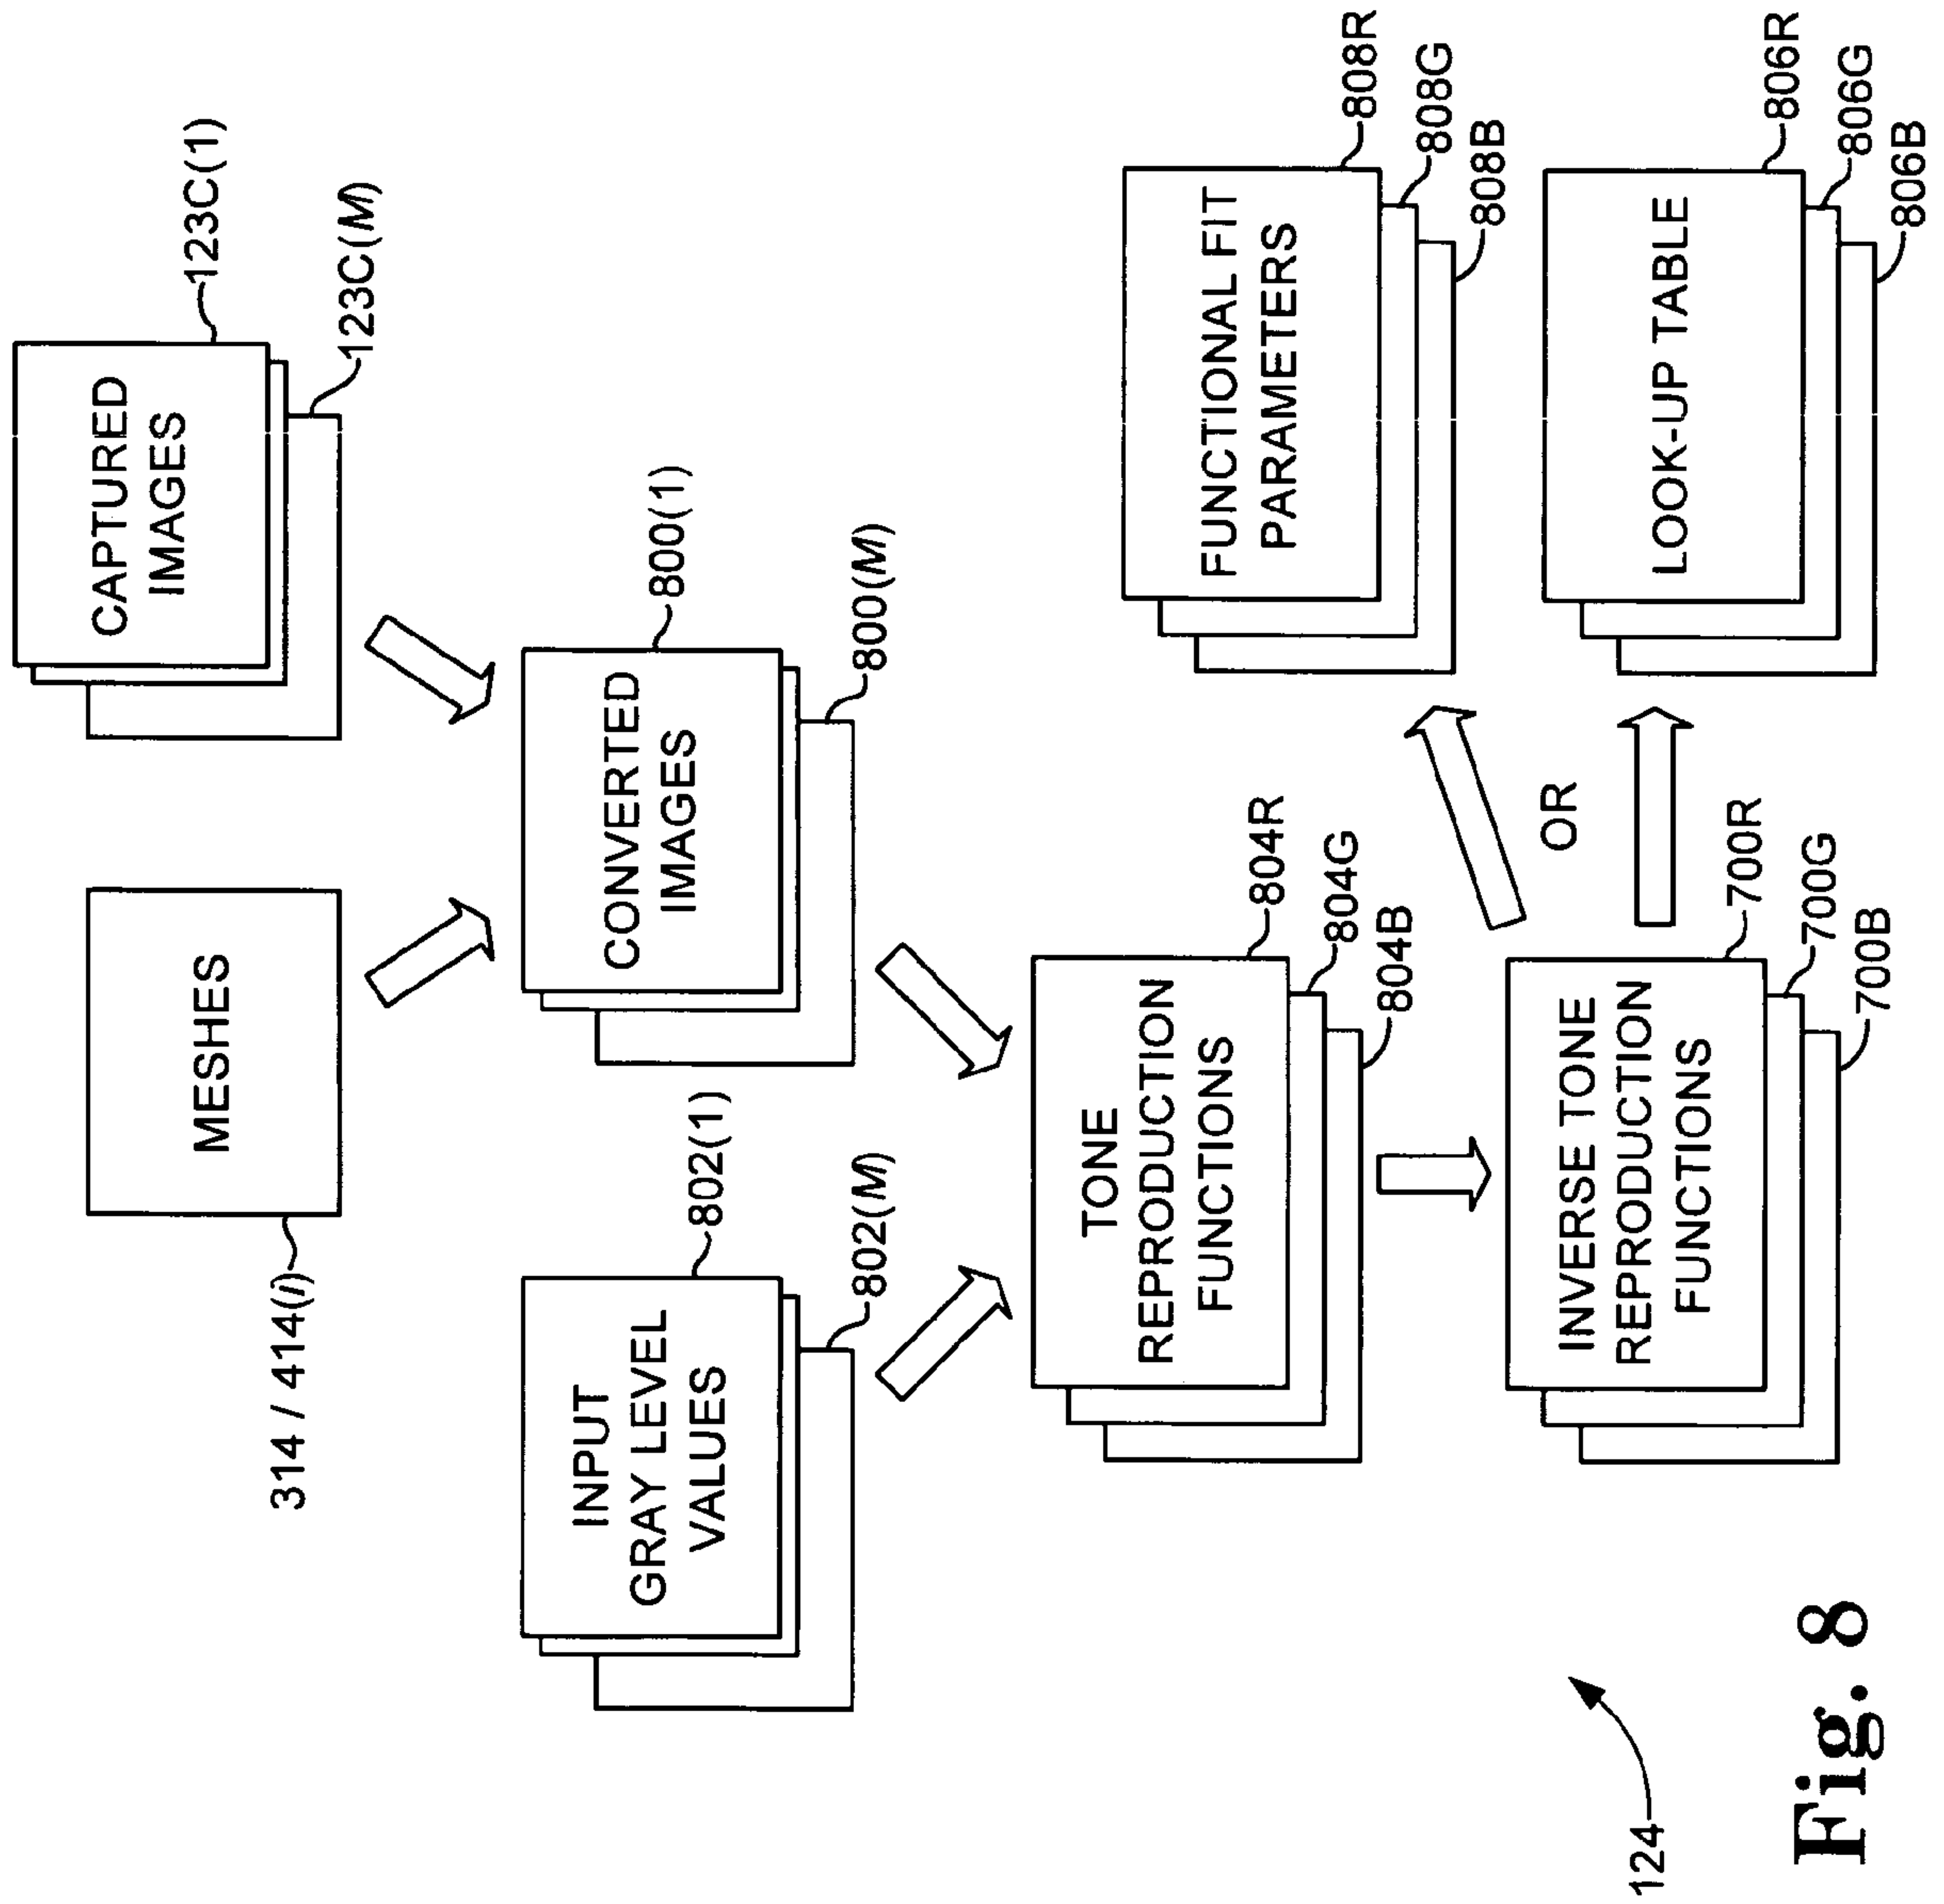 MESHES
314 / 414(i)
CAPTURED
IMAGES
123C(1)
123C(M)
INPUT
GRAY LEVEL
VALUES
802(1)
802(M)
CONVERTED
IMAGES
800(1)
800(M)
TONE
REPRODUCTION
FUNCTIONS
804R
804G
804B
FUNCTIONAL FIT
PARAMETERS
808R
808G
808B
INVERSE TONE
REPRODUCTION
FUNCTIONS
700R
700G
700B
OR
LOOK-UP TABLE
806R
806G
806B
124
Fig. 8